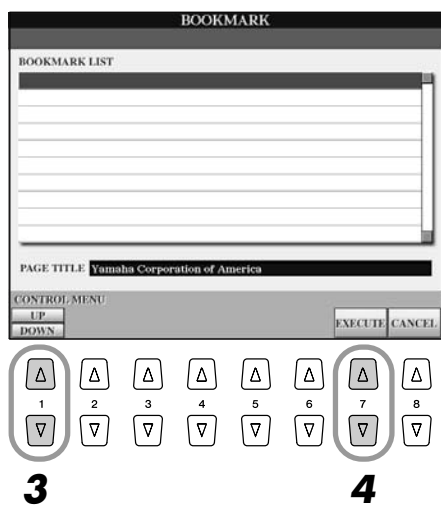 BOOKMARK
BOOKMARK LIST
PAGE TITLE Yamaha Corporation of America
CONTROL MENU
UP
DOWN
EXECUTE CANCEL
1 2 3 4 5 6 7 8
3 4